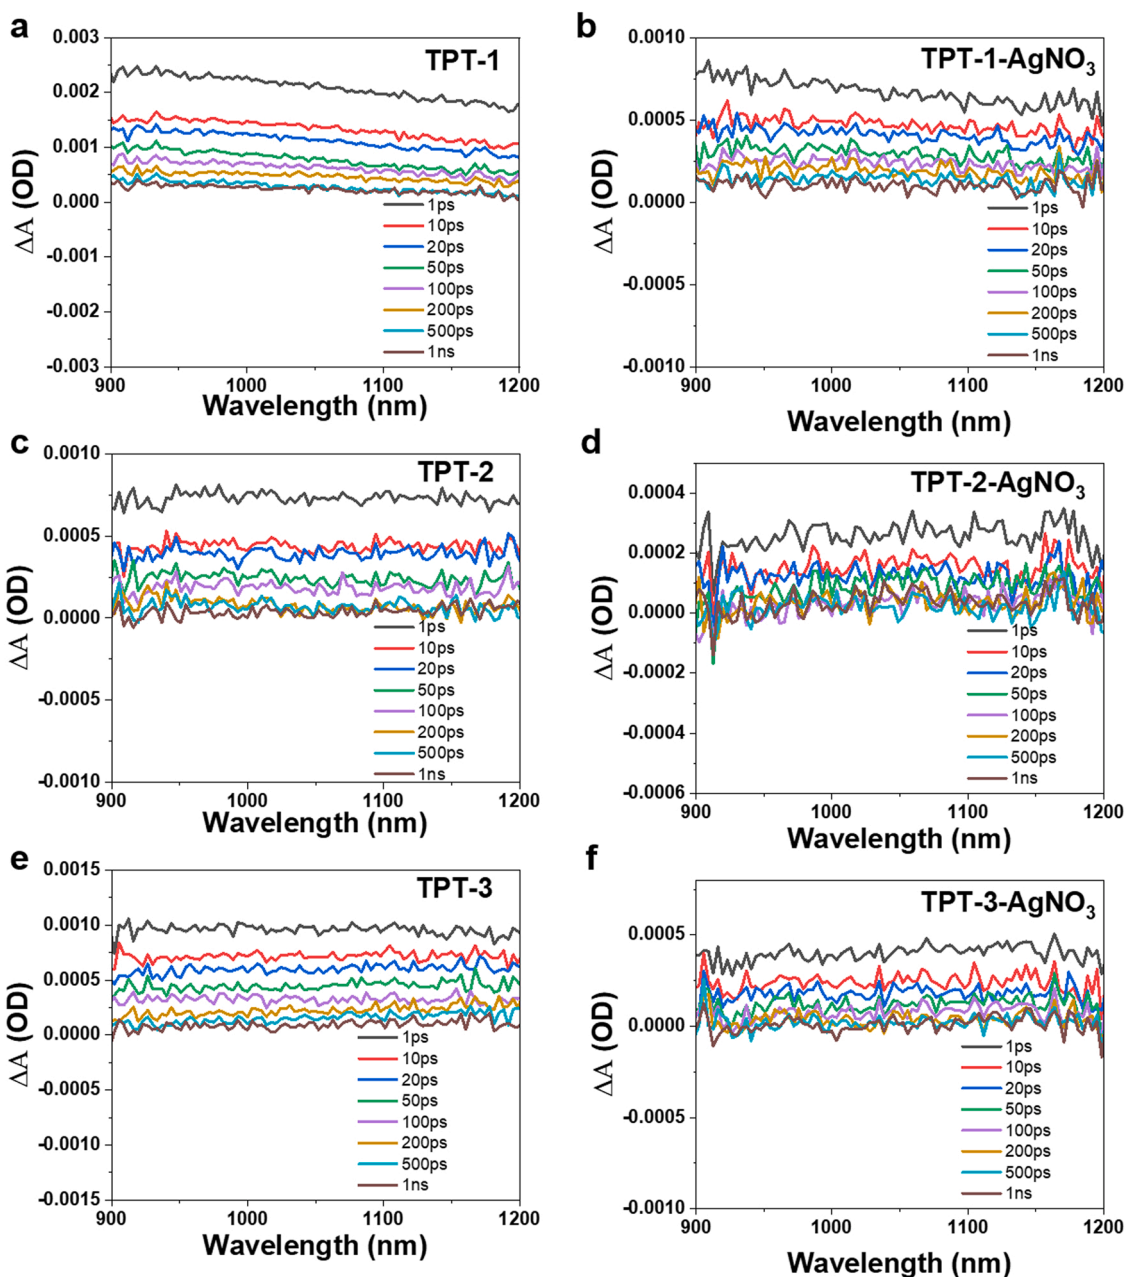 a
TPT-1
0.003
0.002
0.001
0.000
-0.001
-0.002
-0.003
ΔA (OD)
1ps
10ps
20ps
50ps
100ps
200ps
500ps
1ns
900
1000
1100
1200
Wavelength (nm)
b
TPT-1-AgNO3
0.0010
0.0005
0.0000
-0.0005
-0.0010
ΔA (OD)
1ps
10ps
20ps
50ps
100ps
200ps
500ps
1ns
900
1000
1100
1200
Wavelength (nm)
c
TPT-2
0.0010
0.0005
0.0000
-0.0005
-0.0010
ΔA (OD)
1ps
10ps
20ps
50ps
100ps
200ps
500ps
1ns
900
1000
1100
1200
Wavelength (nm)
d
TPT-2-AgNO3
0.0004
0.0002
0.0000
-0.0002
-0.0004
-0.0006
ΔA (OD)
1ps
10ps
20ps
50ps
100ps
200ps
500ps
1ns
900
1000
1100
1200
Wavelength (nm)
e
TPT-3
0.0015
0.0010
0.0005
0.0000
-0.0005
-0.0010
-0.0015
ΔA (OD)
1ps
10ps
20ps
50ps
100ps
200ps
500ps
1ns
900
1000
1100
1200
Wavelength (nm)
f
TPT-3-AgNO3
0.0005
0.0000
-0.0005
-0.0010
ΔA (OD)
1ps
10ps
20ps
50ps
100ps
200ps
500ps
1ns
900
1000
1100
1200
Wavelength (nm)